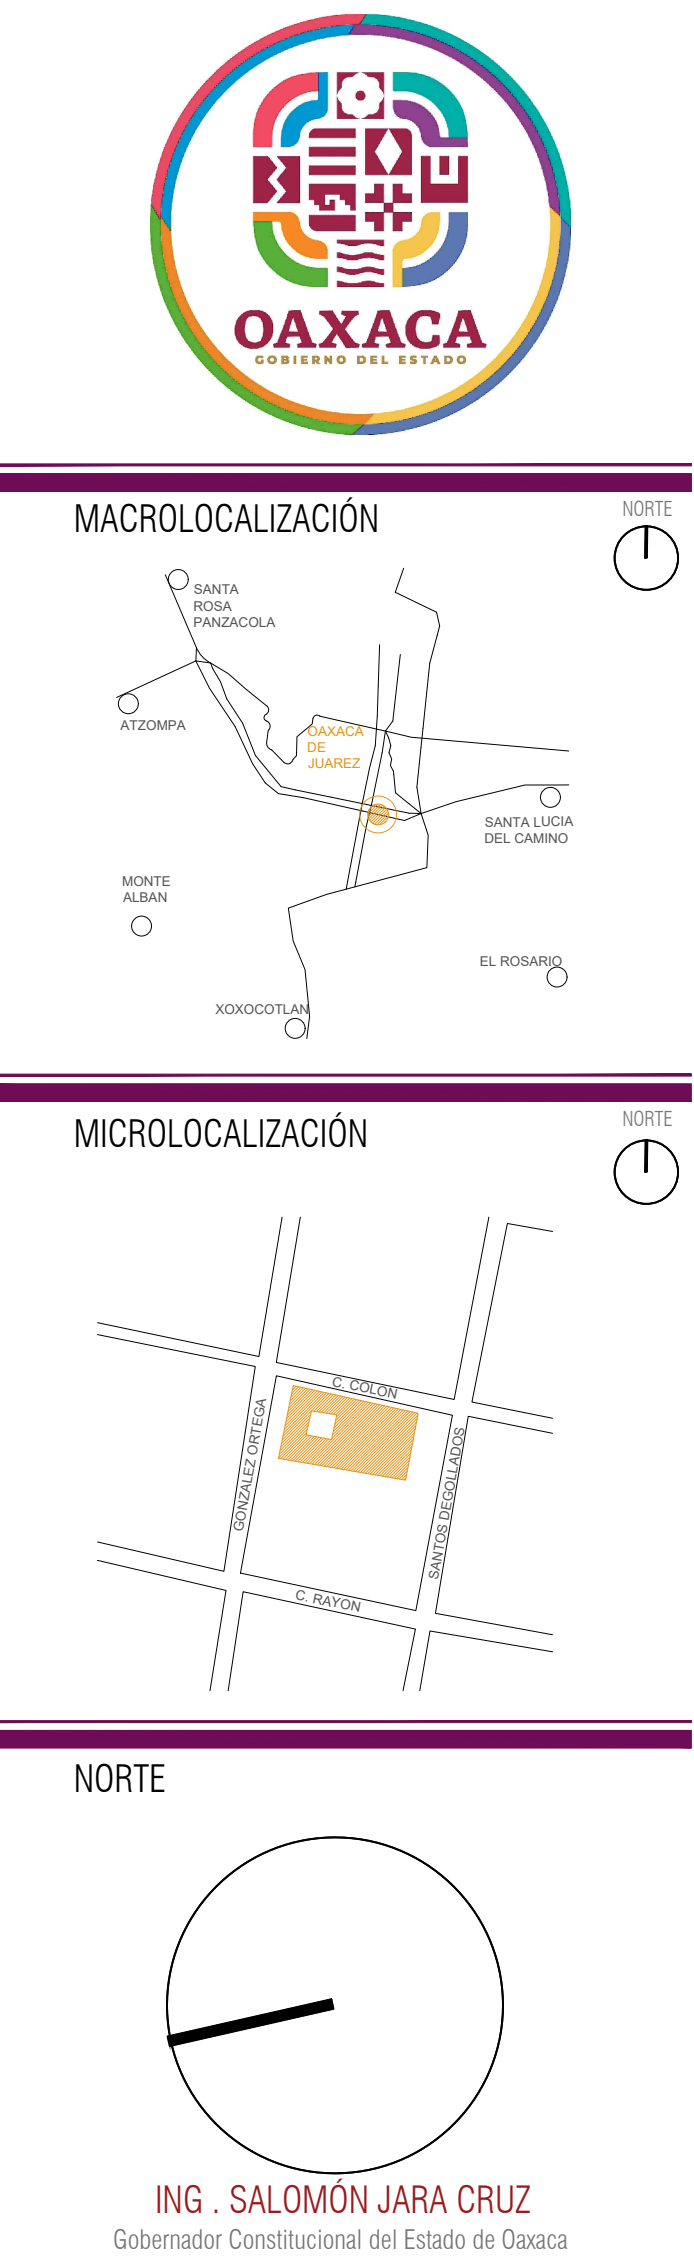 OAXACA
GOBIERNO DEL ESTADO
MACROLOCALIZACIÓN
NORTE
SANTA
ROSA
PANZACOLA
ATZOMPA
OAXACA
DE
JUAREZ
SANTA LUCIA
DEL CAMINO
MONTE
ALBAN
EL ROSARIO
XOXOCOTLAN
MICROLOCALIZACIÓN
NORTE
C. COLON
GONZALEZ ORTEGA
SANTOS DEGOLLADOS
C. RAYON
NORTE
ING . SALOMÓN JARA CRUZ
Gobernador Constitucional del Estado de Oaxaca